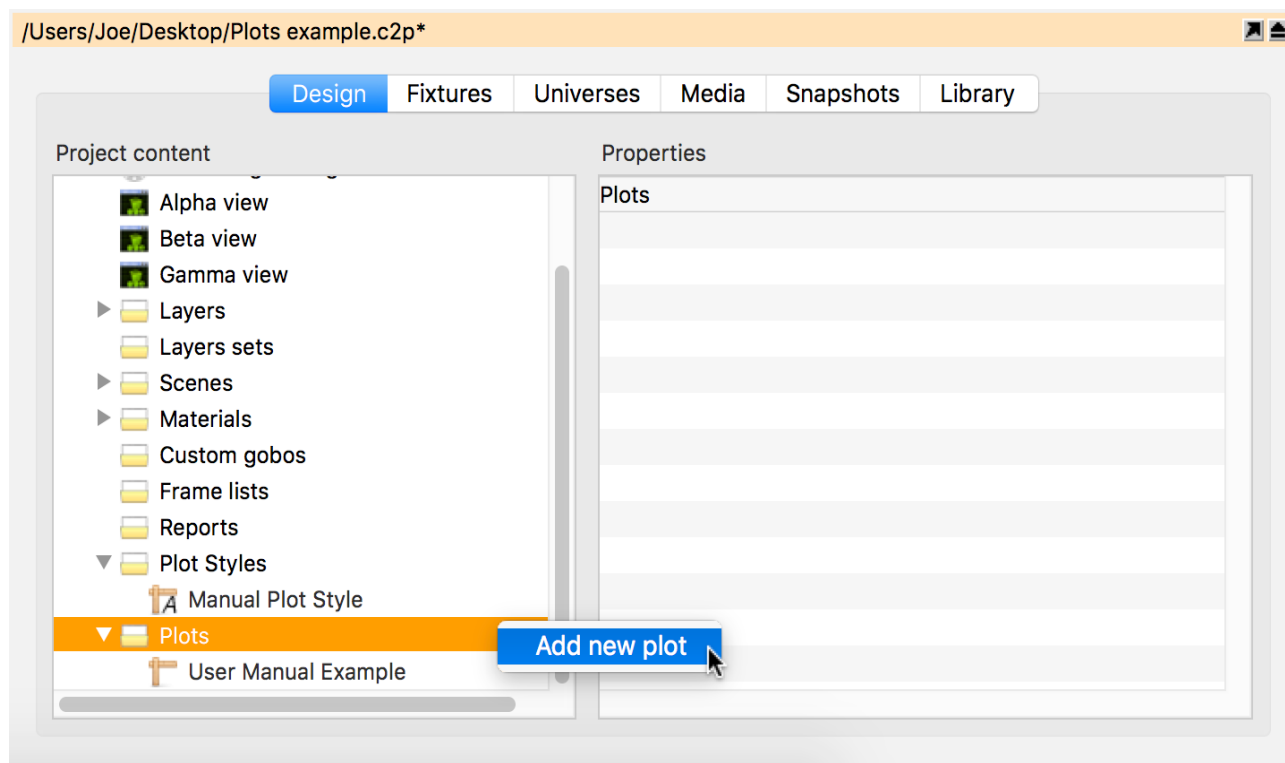 /Users/Joe/Desktop/Plots example.c2p*
Design Fixtures Universes Media Snapshots Library
Project content
Alpha view
Beta view
Gamma view
Layers
Layers sets
Scenes
Materials
Custom gobos
Frame lists
Reports
Plot Styles
Manual Plot Style
Plots
User Manual Example
Properties
Plots
Add new plot